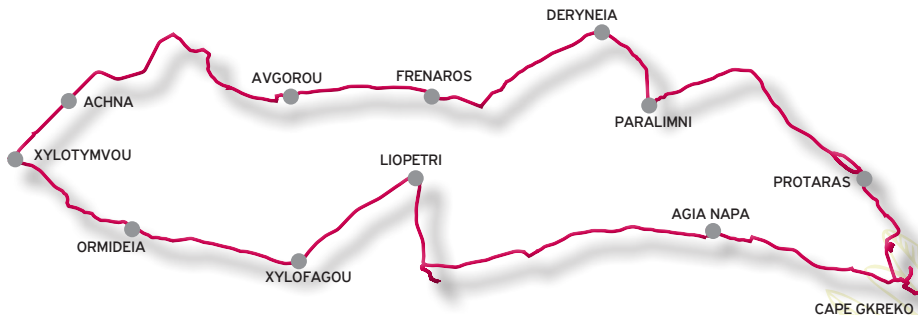 DERYNEIA
AVGOROU
FRENAROS
ACHNA
PARALIMNI
XYLOTYMVOU
LIOPETRI
PROTARAS
AGIA NAPA
ORMIDEIA
XYLOFAGOU
CAPE GKREKO